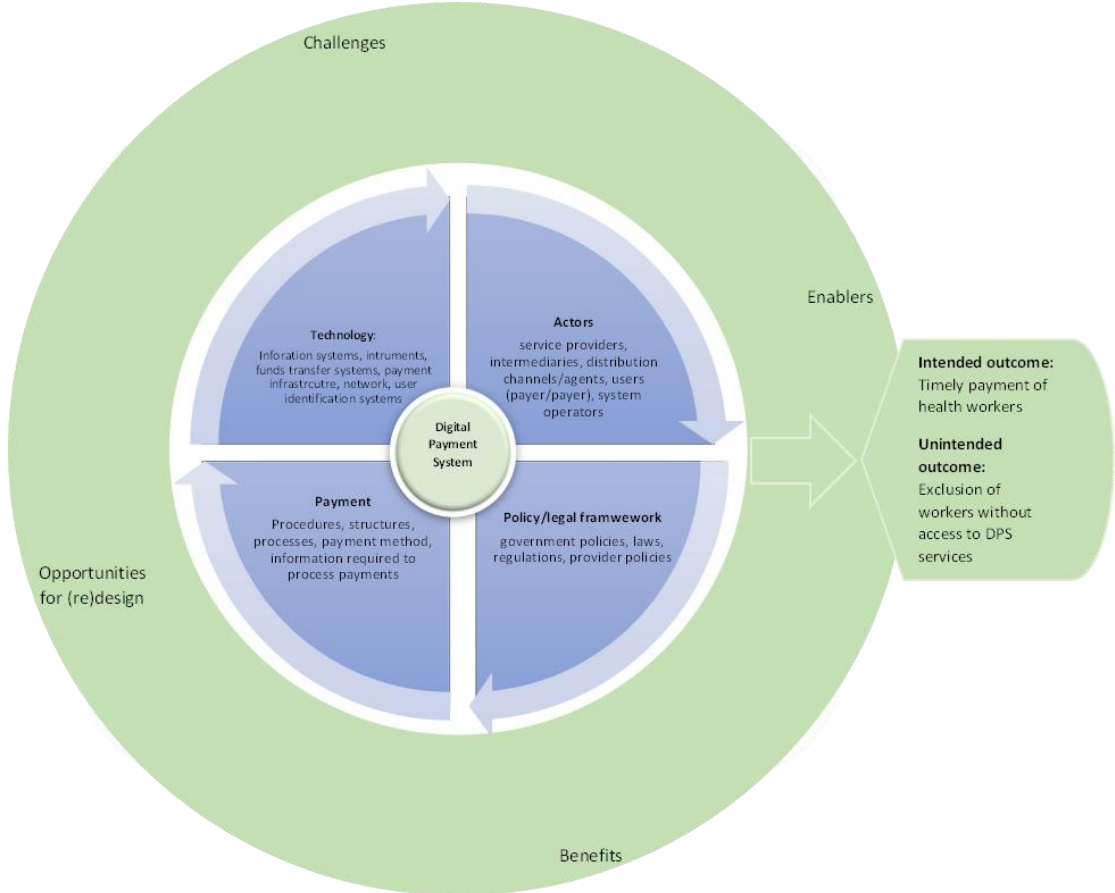 Challenges
Enablers
Technology:
Inforation systems, intruments,
funds transfer systems, payment
infrastrcutre, network, user
identification systems
Actors
service providers,
intermediaries, distribution
channels/agents, users
(payer/payer), system
operators
Digital
Payment
System
Payment
Procedures, structures,
processes, payment method,
information required to
process payments
Policy/legal framwework
government policies, laws,
regulations, provider policies
Intended outcome:
Timely payment of
health workers
Unintended
outcome:
Exclusion of
workers without
access to DPS
services
Opportunities
for (re)design
Benefits